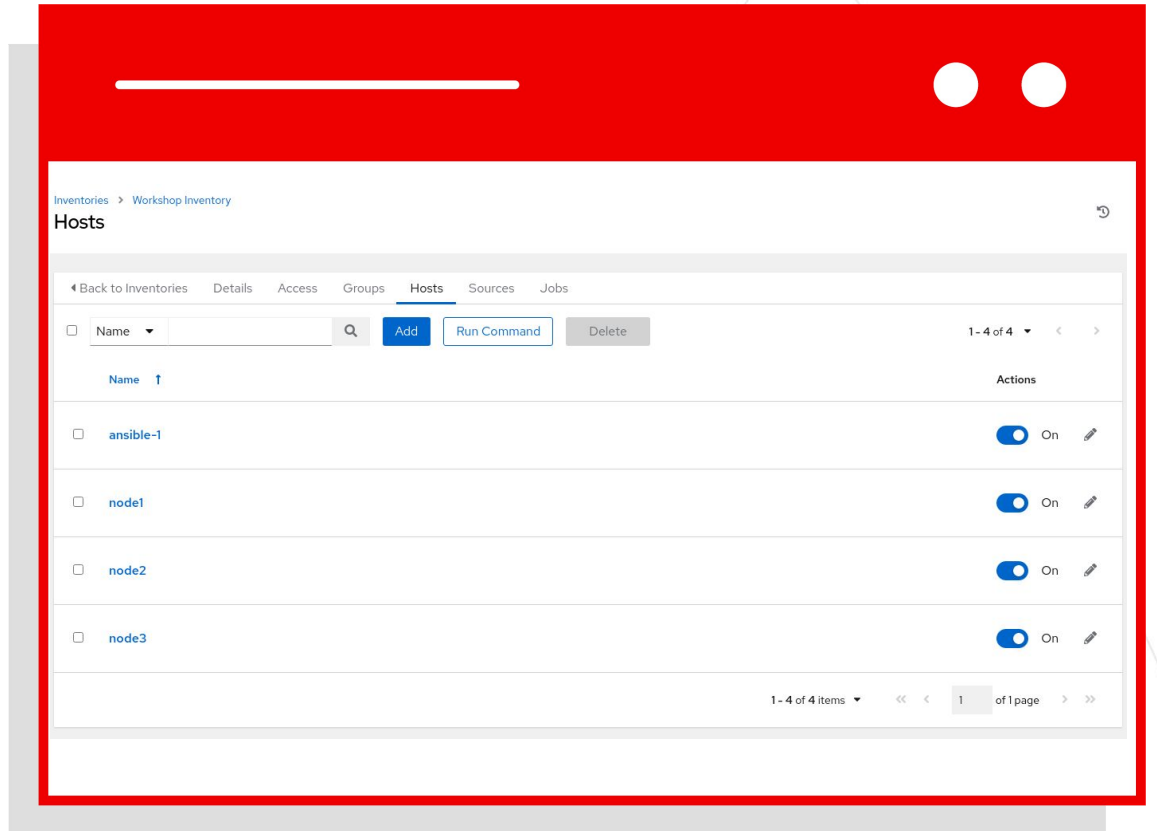 Inventories > Workshop Inventory
Hosts
Back to Inventories Details Access Groups Hosts Sources Jobs
Name Add Run Command Delete 1 - 4 of 4
Name Actions
ansible-1 On
node1 On
node2 On
node3 On
1 - 4 of 4 items 1 of 1 page